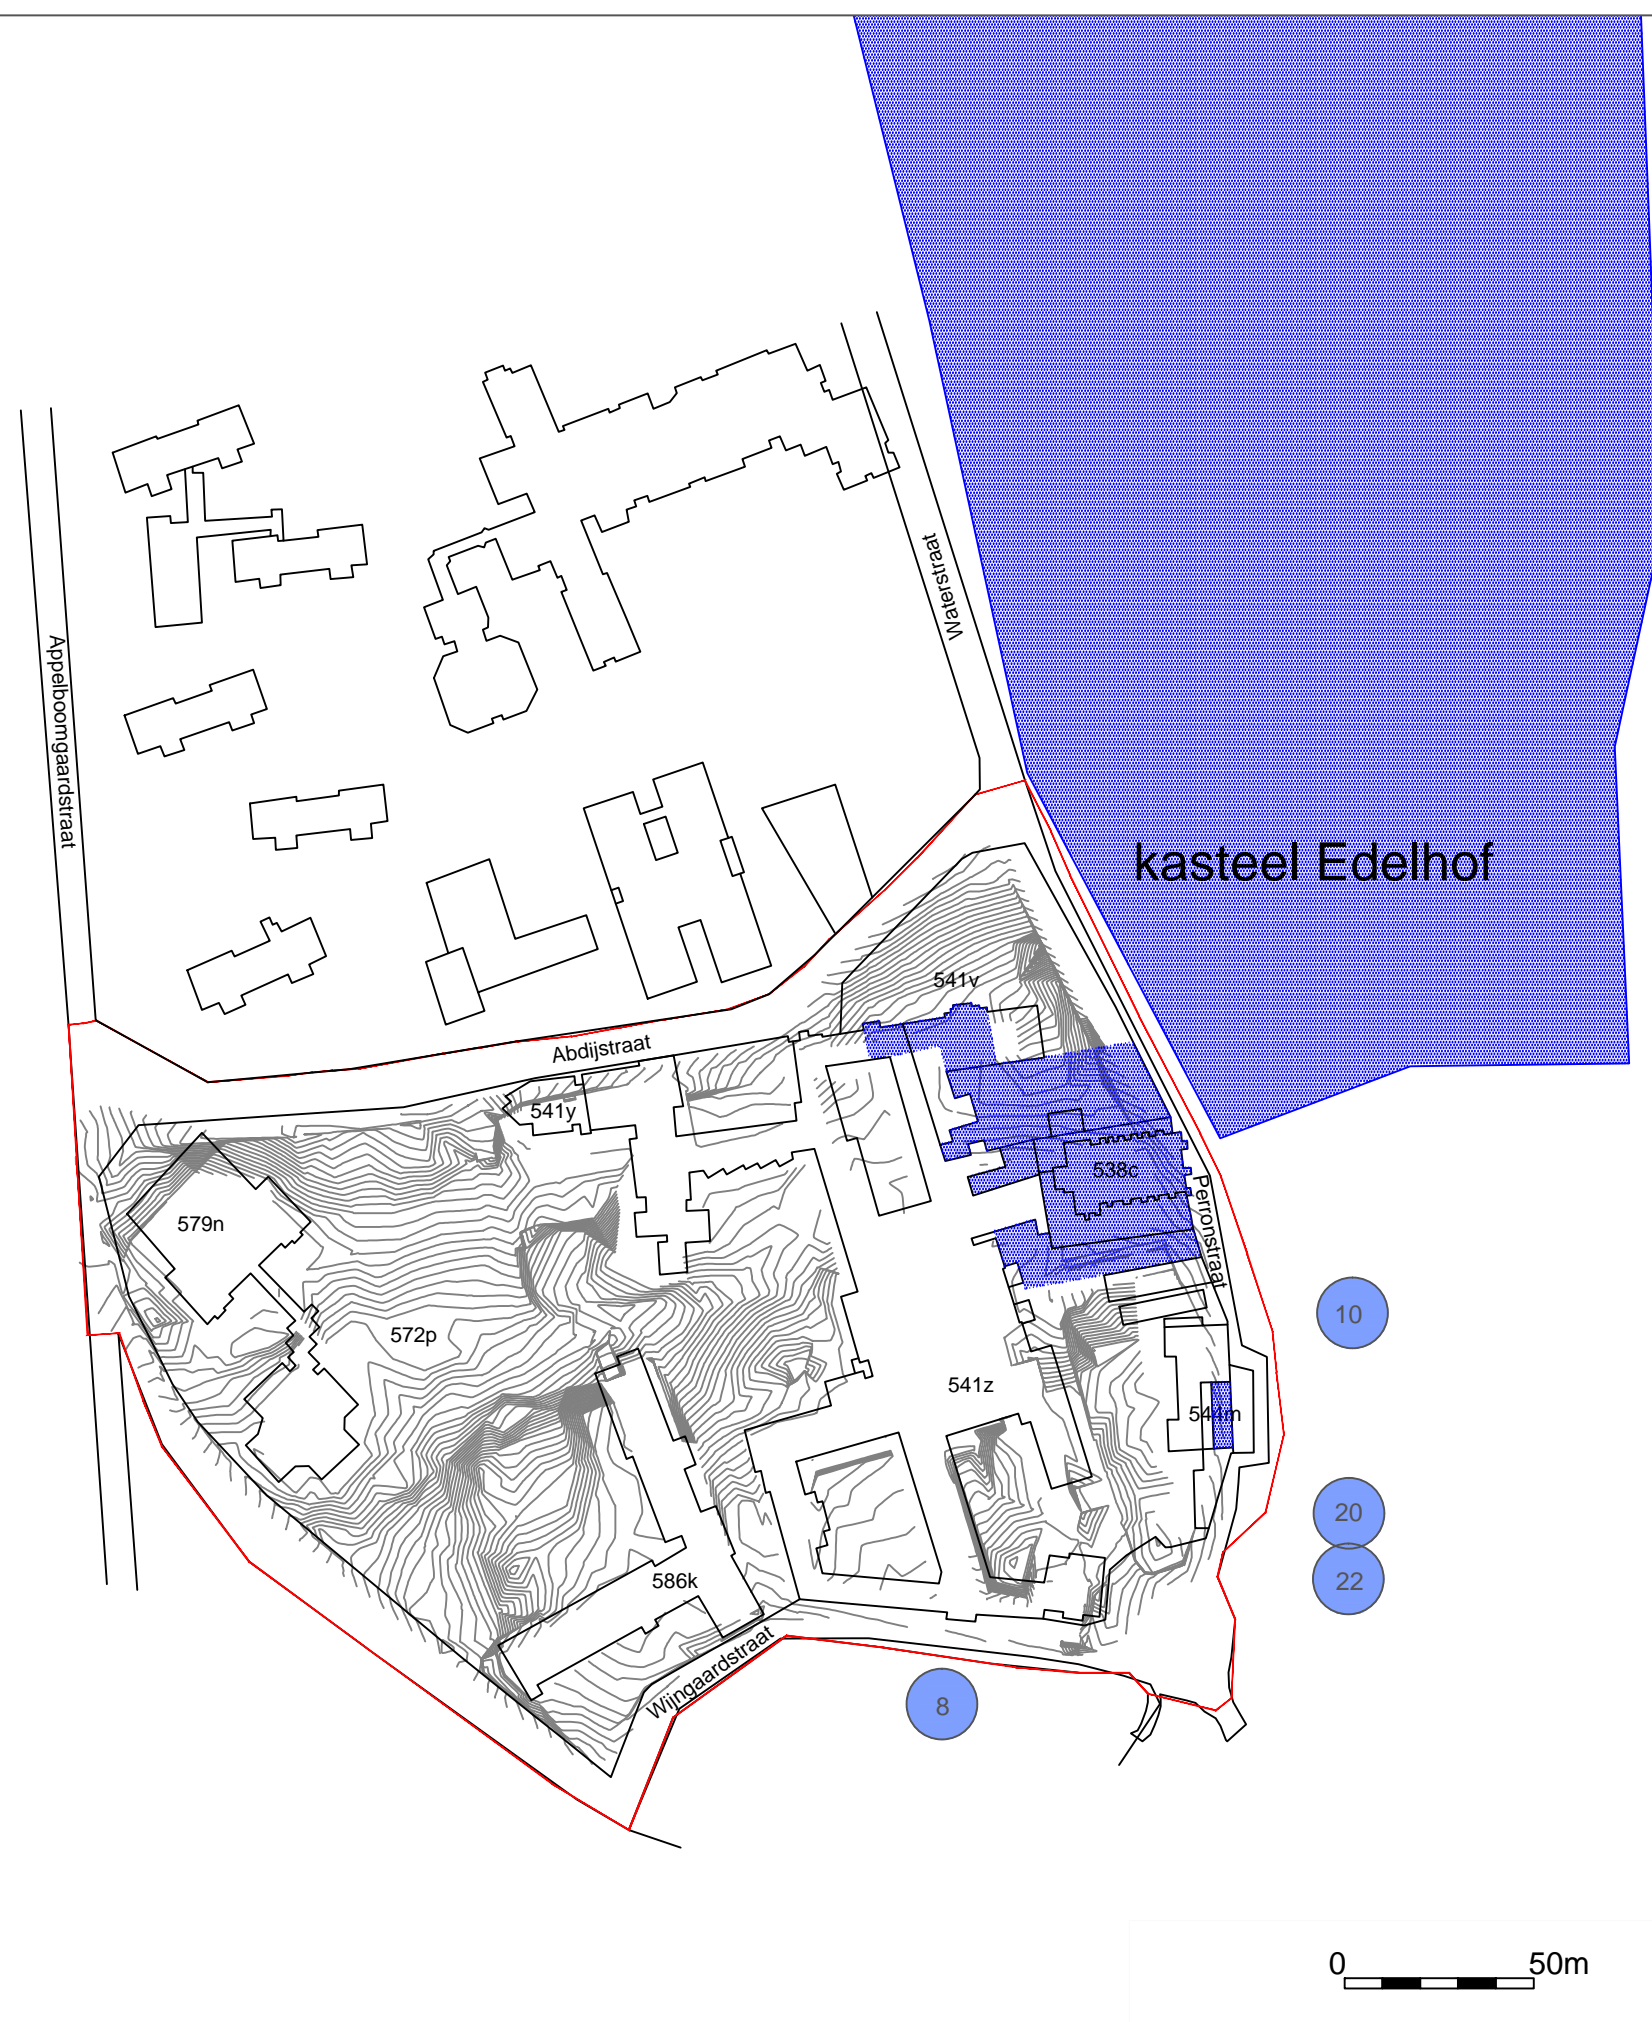 Waterstraat
Appelboomgaardstraat
kasteel Edelhof
541v
Abdijstraat
541y
538c
579n
Perronstraat
10
572p
541z
544m
20
22
586k
Wijngaardstraat
8
0 50m